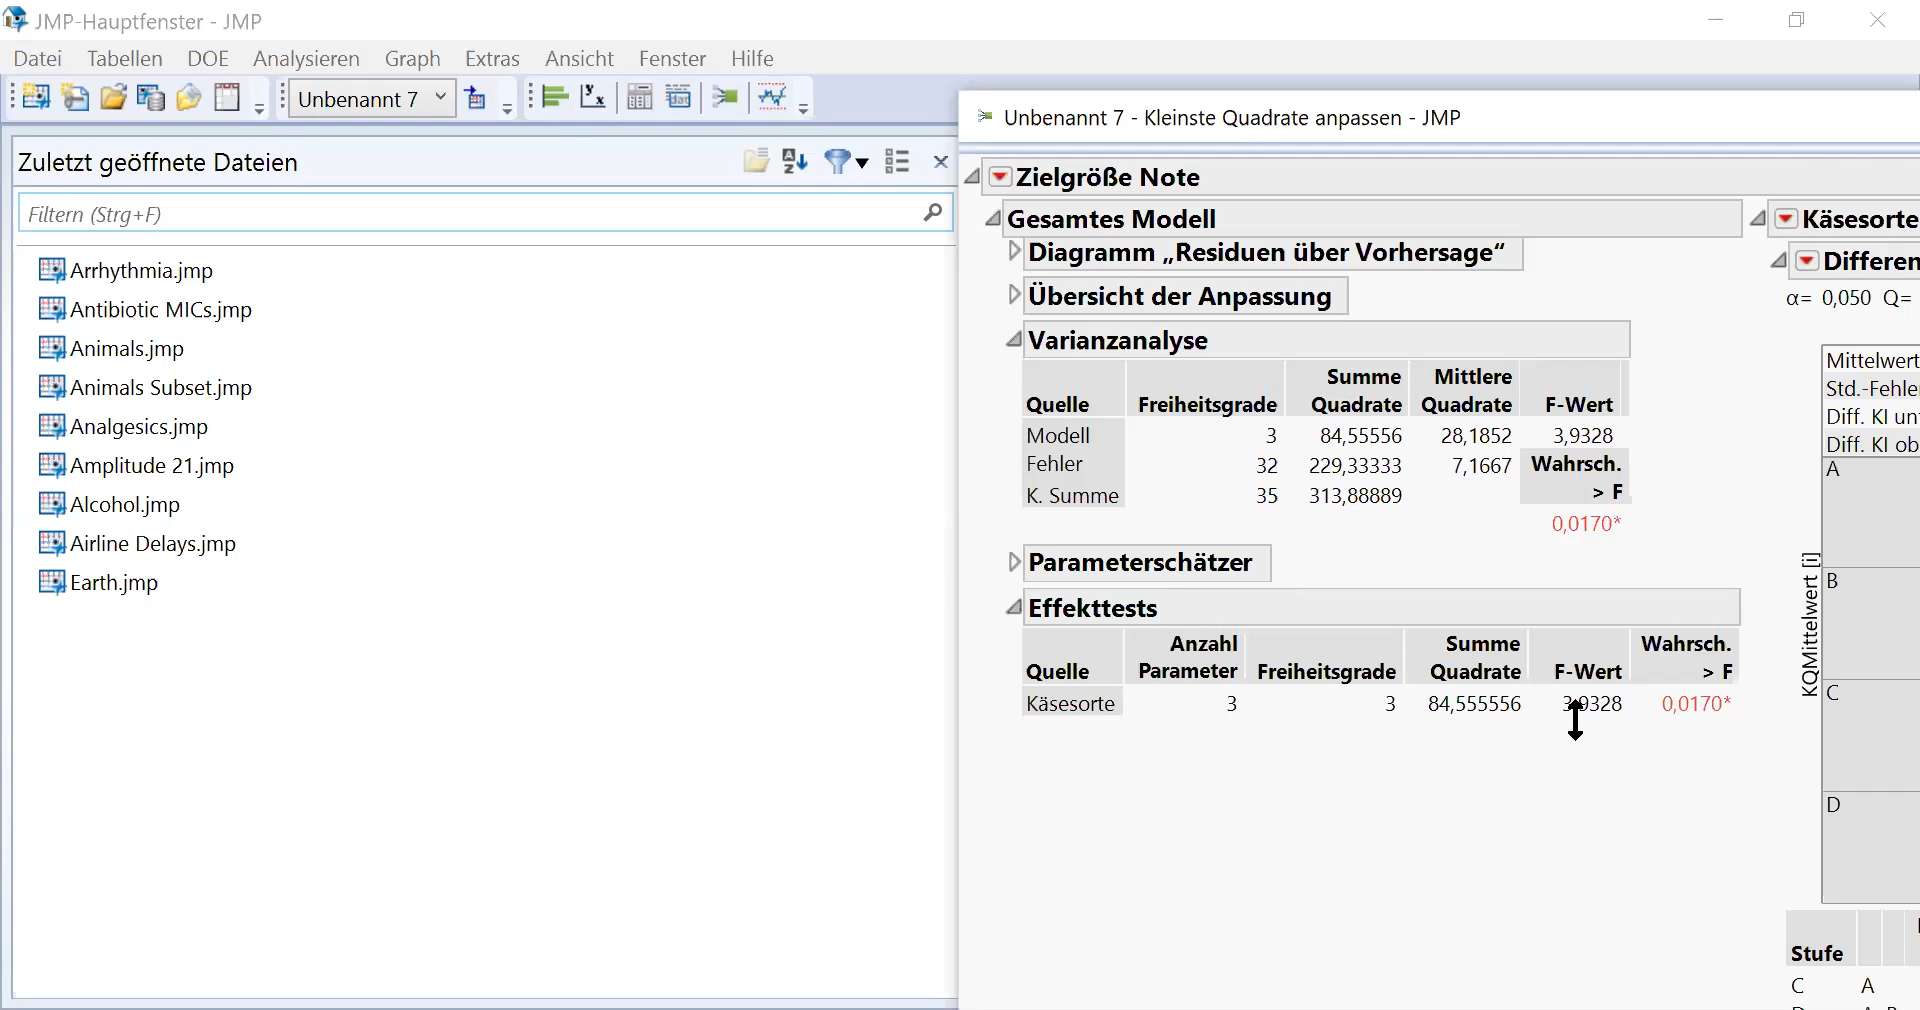 JMP-Hauptfenster - JMP
Datei Tabellen DOE Analysieren Graph Extras Ansicht Fenster Hilfe
Unbenannt 7
Zuletzt geöffnete Dateien
Filtern (Strg+F)
Arrhythmia.jmp
Antibiotic MICs.jmp
Animals.jmp
Animals Subset.jmp
Analgesics.jmp
Amplitude 21.jmp
Alcohol.jmp
Airline Delays.jmp
Earth.jmp
Unbenannt 7 - Kleinste Quadrate anpassen - JMP
Zielgröße Note
Gesamtes Modell
Diagramm „Residuen über Vorhersage“
Übersicht der Anpassung
Varianzanalyse
Summe Mittlere
Quelle Freiheitsgrade Quadrate Quadrate F-Wert
Modell 3 84,55556 28,1852 3,9328
Fehler 32 229,33333 7,1667 Wahrsch.
K. Summe 35 313,88889 > F
0,0170*
Parameterschätzer
Effekttests
Anzahl Summe Wahrsch.
Quelle Parameter Freiheitsgrade Quadrate F-Wert > F
Käsesorte 3 3 84,555556 3,9328 0,0170*
Käsesorte
Differen
α= 0,050 Q=
Mittelwert
Std.-Fehler
Diff. KI un
Diff. KI ob
KQMittelwert [i]
A
B
C
D
Stufe
C A